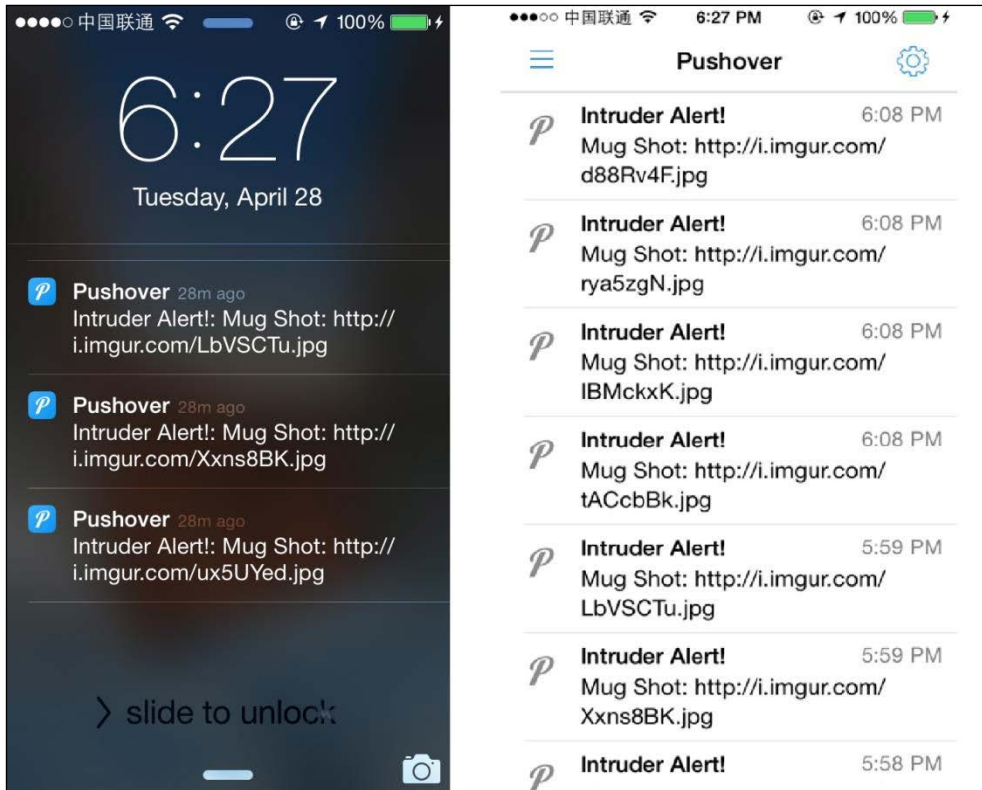 中国联通
100%
6:27
Tuesday, April 28
Pushover 28m ago
Intruder Alert!: Mug Shot: http://
i.imgur.com/LbVSCTu.jpg
Pushover 28m ago
Intruder Alert!: Mug Shot: http://
i.imgur.com/Xxns8BK.jpg
Pushover 28m ago
Intruder Alert!: Mug Shot: http://
i.imgur.com/ux5UYed.jpg
slide to unlock
中国联通 6:27 PM 100%
Pushover
Intruder Alert! 6:08 PM
Mug Shot: http://i.imgur.com/
d88Rv4F.jpg
Intruder Alert! 6:08 PM
Mug Shot: http://i.imgur.com/
rya5zgN.jpg
Intruder Alert! 6:08 PM
Mug Shot: http://i.imgur.com/
IBMckxK.jpg
Intruder Alert! 6:08 PM
Mug Shot: http://i.imgur.com/
tACcbBk.jpg
Intruder Alert! 5:59 PM
Mug Shot: http://i.imgur.com/
LbVSCTu.jpg
Intruder Alert! 5:59 PM
Mug Shot: http://i.imgur.com/
Xxns8BK.jpg
Intruder Alert! 5:58 PM